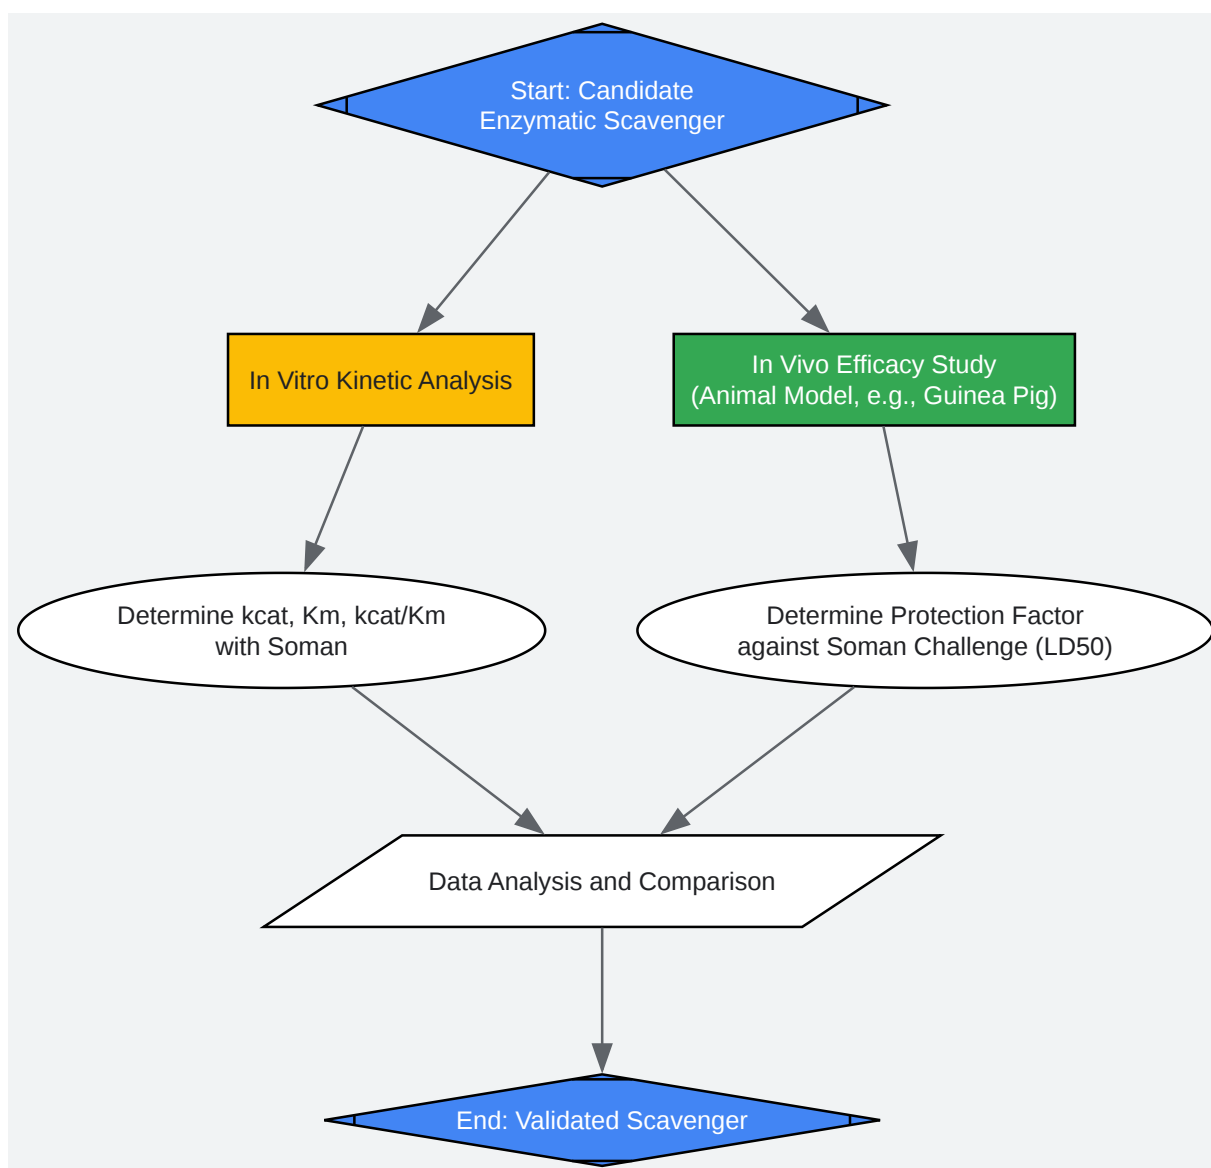 Start: Candidate
Enzymatic Scavenger
In Vitro Kinetic Analysis
In Vivo Efficacy Study
(Animal Model, e.g., Guinea Pig)
Determine kcat, Km, kcat/Km
with Soman
Determine Protection Factor
against Soman Challenge (LD50)
Data Analysis and Comparison
End: Validated Scavenger